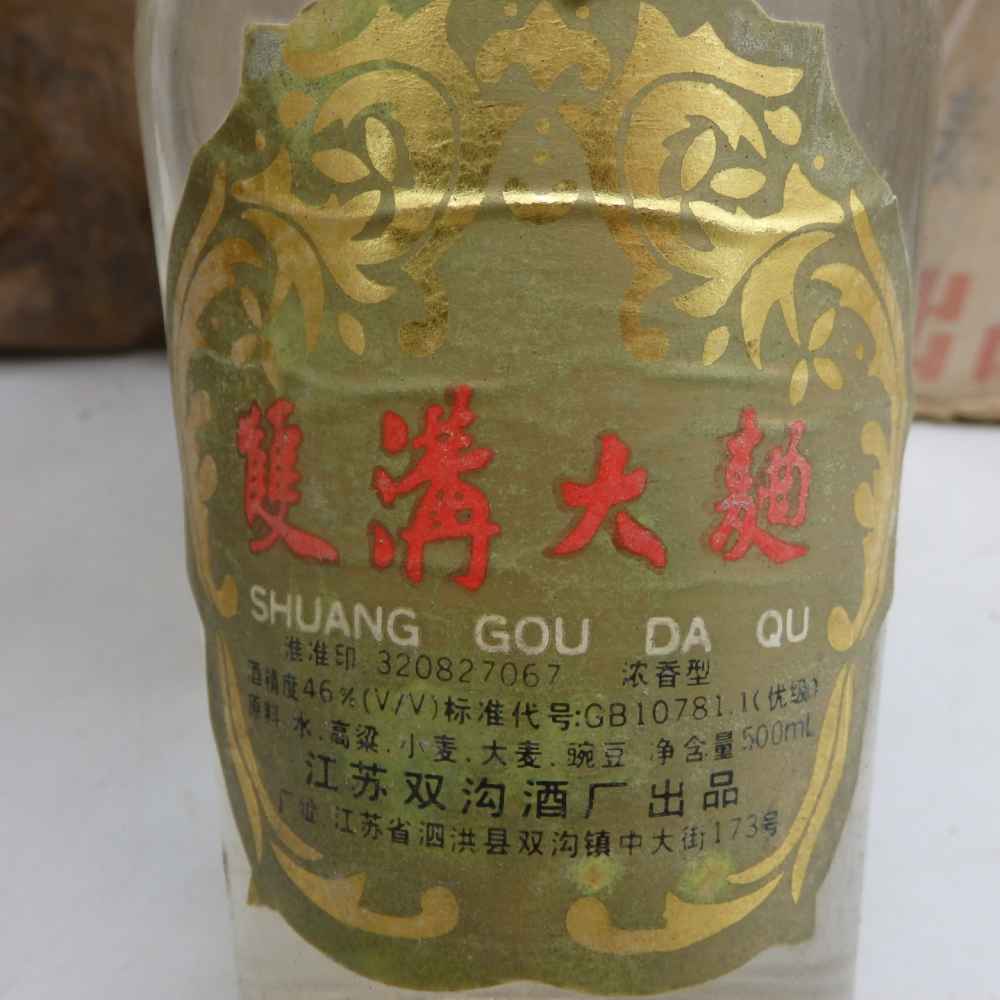 雙溝大麯
SHUANG GOU DA QU
淮准印 320827067 浓香型
酒精度46%(V/V)标准代号:GB10781.1(优级)
原料:水.高粱.小麦.大麦.豌豆 净含量500mL
江苏双沟酒厂出品
厂址 江苏省泗洪县双沟镇中大街173号